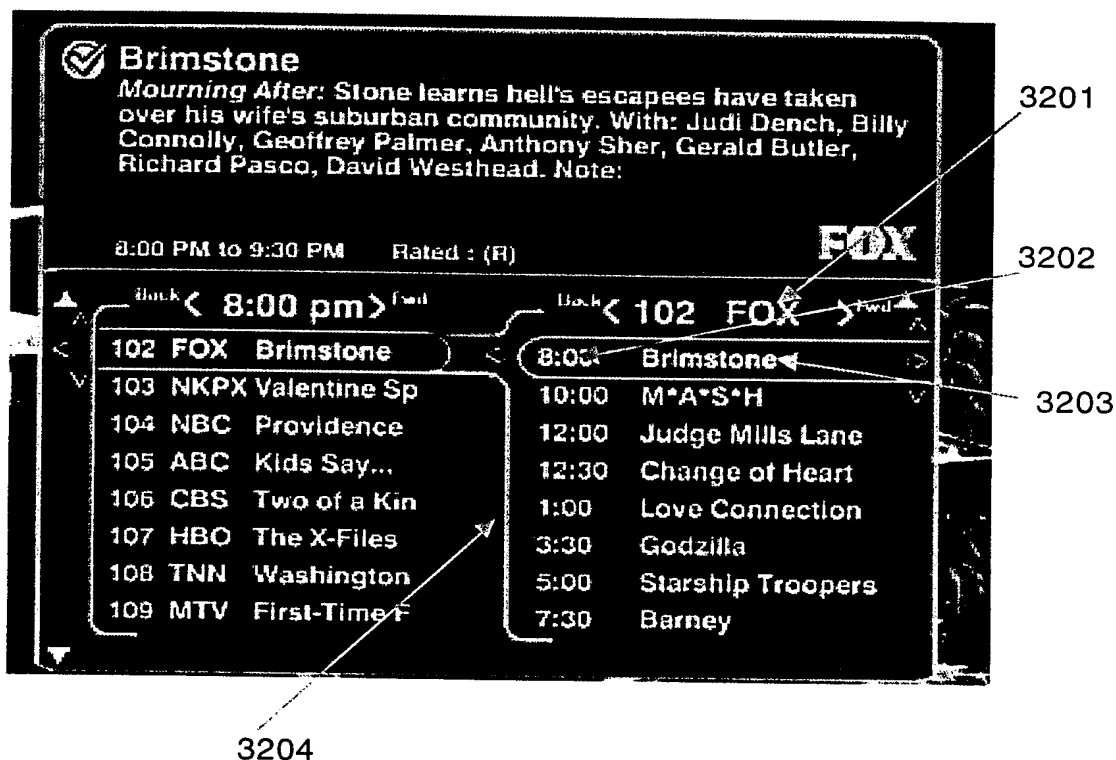 Brimstone
Mourning After: Stone learns hell's escapees have taken
over his wife's suburban community. With: Judi Dench, Billy
Connolly, Geoffrey Palmer, Anthony Sher, Gerald Butler,
Richard Pasco, David Westhead. Note:
8:00 PM to 9:30 PM Rated : (R)
FOX
Back < 8:00 pm > Fwd
102 FOX Brimstone
103 NKPX Valentine Sp
104 NBC Providence
105 ABC Kids Say...
106 CBS Two of a Kin
107 HBO The X-Files
108 TNN Washington
109 MTV First-Time F
Back < 102 FOX > Fwd
8:00 Brimstone
10:00 M*A*S*H
12:00 Judge Mills Lane
12:30 Change of Heart
1:00 Love Connection
3:30 Godzilla
5:00 Starship Troopers
7:30 Barney
3201
3202
3203
3204